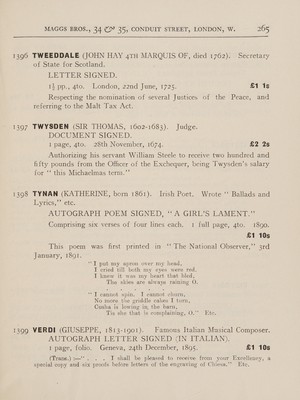 MAGGS BROS., 34 & 35, CONDUIT STREET, LONDON, W. 265
1396 TWEEDDALE (JOHN HAY 4TH MARQUIS OF, died 1762). Secretary
of State for Scotland.
LETTER SIGNED.
1½ pp., 4to. London, 22nd June, 1725. £1 1s
Respecting the nomination of several Justices of the Peace, and
referring to the Malt Tax Act.
1397 TWYSDEN (SIR THOMAS, 1602-1683). Judge.
DOCUMENT SIGNED.
1 page, 4to. 28th November, 1674. £2 2s
Authorizing his servant William Steele to receive two hundred and
fifty pounds from the Officer of the Exchequer, being Twysden's salary
for " this Michaelmas term."
1398 TYNAN (KATHERINE, born 1861). Irish Poet. Wrote " Ballads and
Lyrics," etc.
AUTOGRAPH POEM SIGNED, " A GIRL'S LAMENT."
Comprising six verses of four lines each. 1 full page, 4to. 1890.
£1 10s
This poem was first printed in " The National Observer," 3rd
January, 1891.
" I put my apron over my head,
I cried till both my eyes were red.
I knew it was my heart that bled,
The skies are always raining O.
. . . . . .
" I cannot spin. I cannot churn,
No more the griddle cakes I turn,
Cusha is lowing in the barn,
Tis she that is complaining, O." Etc.
1399 VERDI (GIUSEPPE, 1813-1901). Famous Italian Musical Composer.
AUTOGRAPH LETTER SIGNED (IN ITALIAN).
1 page, folio. Geneva, 24th December, 1895. £1 10s
(Trans.) :—" . . . I shall be pleased to receive from your Excellency, a
special copy and six proofs before letters of the engraving of Chiesa." Etc.